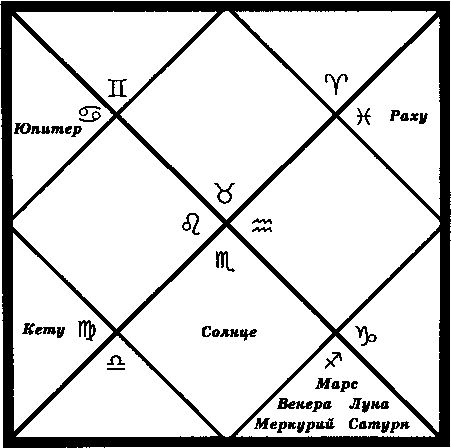 ♊ ♈
♋ ♓ Раху
Юпитер
♉
♌ ♒
♏
Кету ♍ Солнце ♑
♎ ♐
Марс
Венера Луна
Меркурий Сатурн